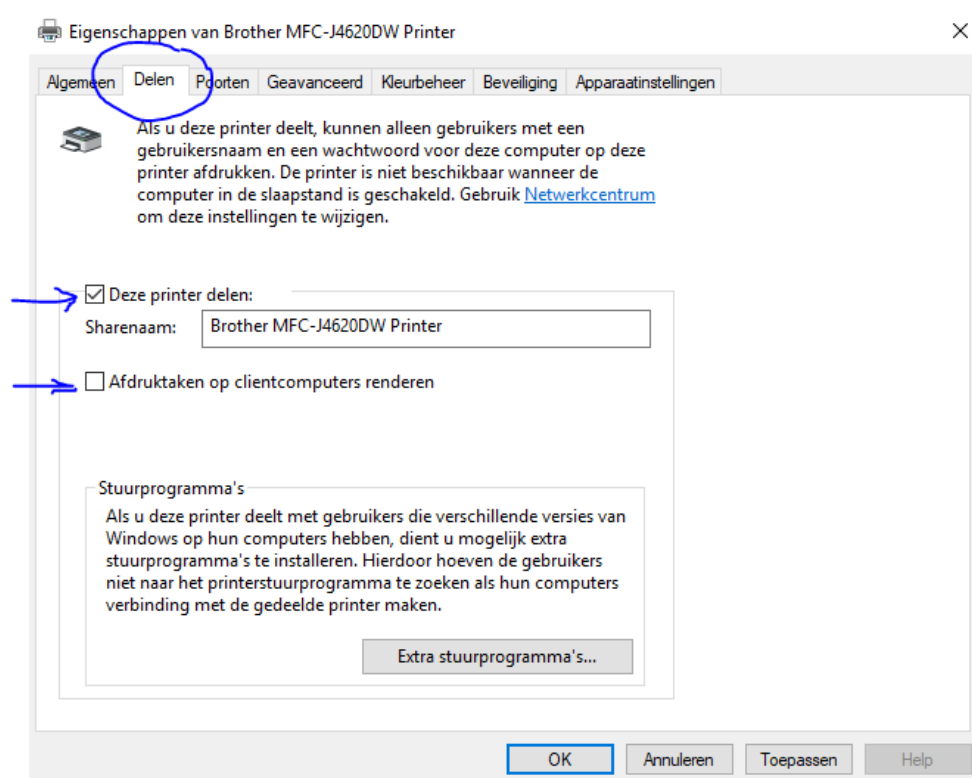 Eigenschappen van Brother MFC-J4620DW Printer
Algemeen Delen Poorten Geavanceerd Kleurbeheer Beveiliging Apparaatinstellingen
Als u deze printer deelt, kunnen alleen gebruikers met een
gebruikersnaam en een wachtwoord voor deze computer op deze
printer afdrukken. De printer is niet beschikbaar wanneer de
computer in de slaapstand is geschakeld. Gebruik Netwerkcentrum
om deze instellingen te wijzigen.
Deze printer delen:
Sharenaam: Brother MFC-J4620DW Printer
Afdruktaken op clientcomputers renderen
Stuurprogramma's
Als u deze printer deelt met gebruikers die verschillende versies van
Windows op hun computers hebben, dient u mogelijk extra
stuurprogramma's te installeren. Hierdoor hoeven de gebruikers
niet naar het printerstuurprogramma te zoeken als hun computers
verbinding met de gedeelde printer maken.
Extra stuurprogramma's...
OK Annuleren Toepassen Help